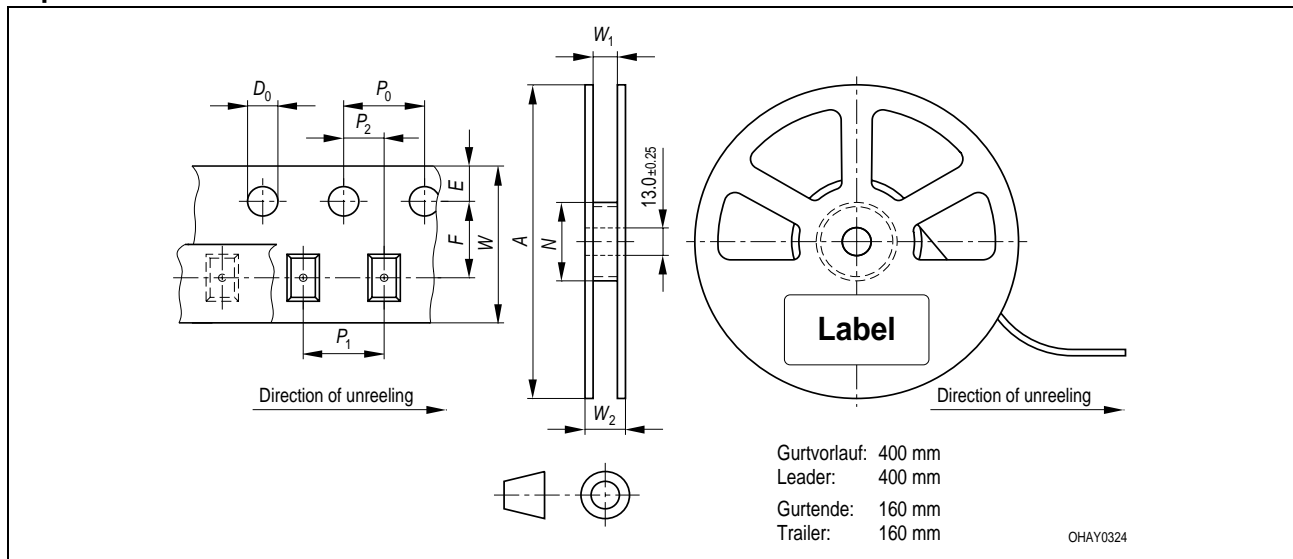 W1
D0
P0
P2
13.0±0.25
E
F
W
A
N
P1
Label
Direction of unreeling
W2
Direction of unreeling
Gurtvorlauf: 400 mm
Leader: 400 mm
Gurtende: 160 mm
Trailer: 160 mm
OHAY0324